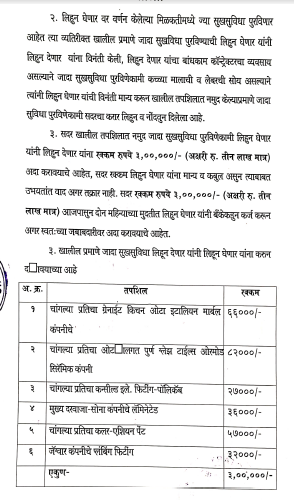 २. लिहून घेणार वर वर्णन केलेल्या मिळकतीमध्ये ज्या सुखसुविधा पुरविणार
आहेत त्या व्यतिरीक्त खालील प्रमाणे जादा सुखसुविधा पुरविण्याची लिहून घेणार यांनी
लिहून देणार यांना विनंती केली, लिहून देणार यांचा बांधकाम कॉन्ट्रॅक्टरचा व्यवसाय
असल्याने जादा सुखसुविधा पुरविणेकामी कच्च्या मालाची व लेबरची सोय असल्याने
त्यांनी लिहून घेणार यांची विनंती मान्य करून खालील तपशिलात नमुद केल्याप्रमाणे जादा
सुखसुविधा पुरविणेकामी सदरचा करार लिहून व नोंदवून दिलेला आहे.
३. सदर खालील तपशिलात नमुद जादा सुखसुविधा पुरविणेकामी लिहून घेणार
यांनी लिहून देणार यांना रक्कम रुपये ३,००,०००/- (अक्षरी रु. तीन लाख मात्र)
अदा करावयाचे आहेत, सदर रक्कम लिहून घेणार यांना मान्य व कबुल असुन त्याबाबत
उभयतांत वाद अगर तक्रार नाही. सदर रक्कम रुपये ३,००,०००/- (अक्षरी रु. तीन
लाख मात्र) आजपासुन दोन महिन्याच्या मुदतीत लिहून घेणार यांनी बँकेकडून कर्ज करून
अगर स्वतःच्या जबाबदारीवर अदा करावयाचे आहेत.
३. खालील प्रमाणे जादा सुखसुविधा लिहून देणार यांनी लिहून घेणार यांना करुन
द□वयाच्या आहे
अ. क्र. तपशिल रक्कम
१ चांगल्या प्रतिचा ग्रेनाईट किचन ओटा इटालियन मार्बल ६६०००/-
कंपनीचे
२ चांगल्या प्रतिचा ओट□लगत पुर्ण ग्लेझ टाईल्स ओरमोड ८२०००/-
सिरॅमिक कंपनी
३ चांगल्या प्रतिचा कन्सील्ड इले. फिटींग-पॉलिकॅब २७०००/-
४ मुख्य दरवाजा-सोना कंपनीचे लॅमिनेटेड ३६०००/-
५ चांगल्या प्रतिचा कलर-एशियन पेंट ५७०००/-
६ जॅग्वार कंपनीचे प्लंबिंग फिटींग ३२०००/-
एकुण- ३,००,०००/-